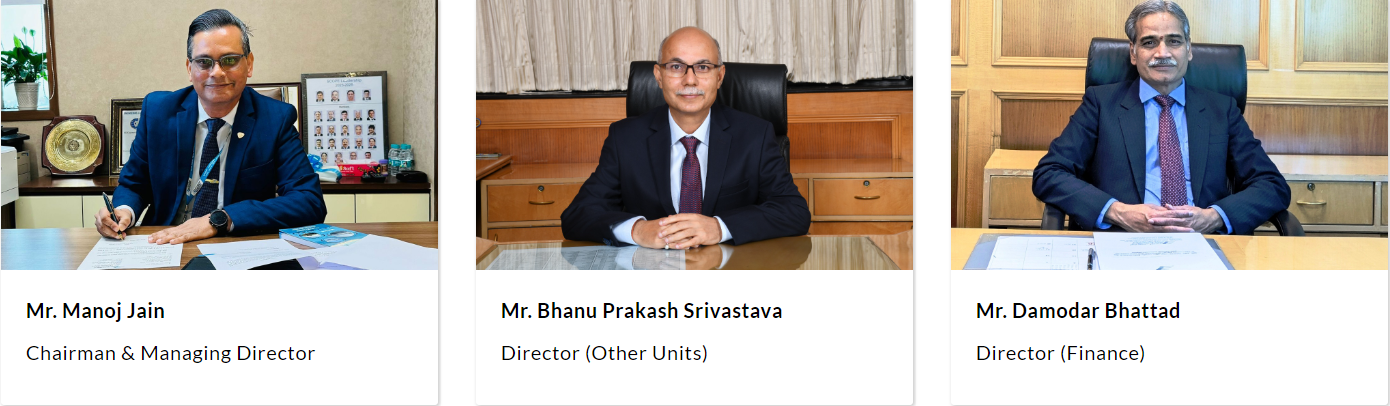 Mr. Manoj Jain
Chairman & Managing Director
Mr. Bhanu Prakash Srivastava
Director (Other Units)
Mr. Damodar Bhattad
Director (Finance)